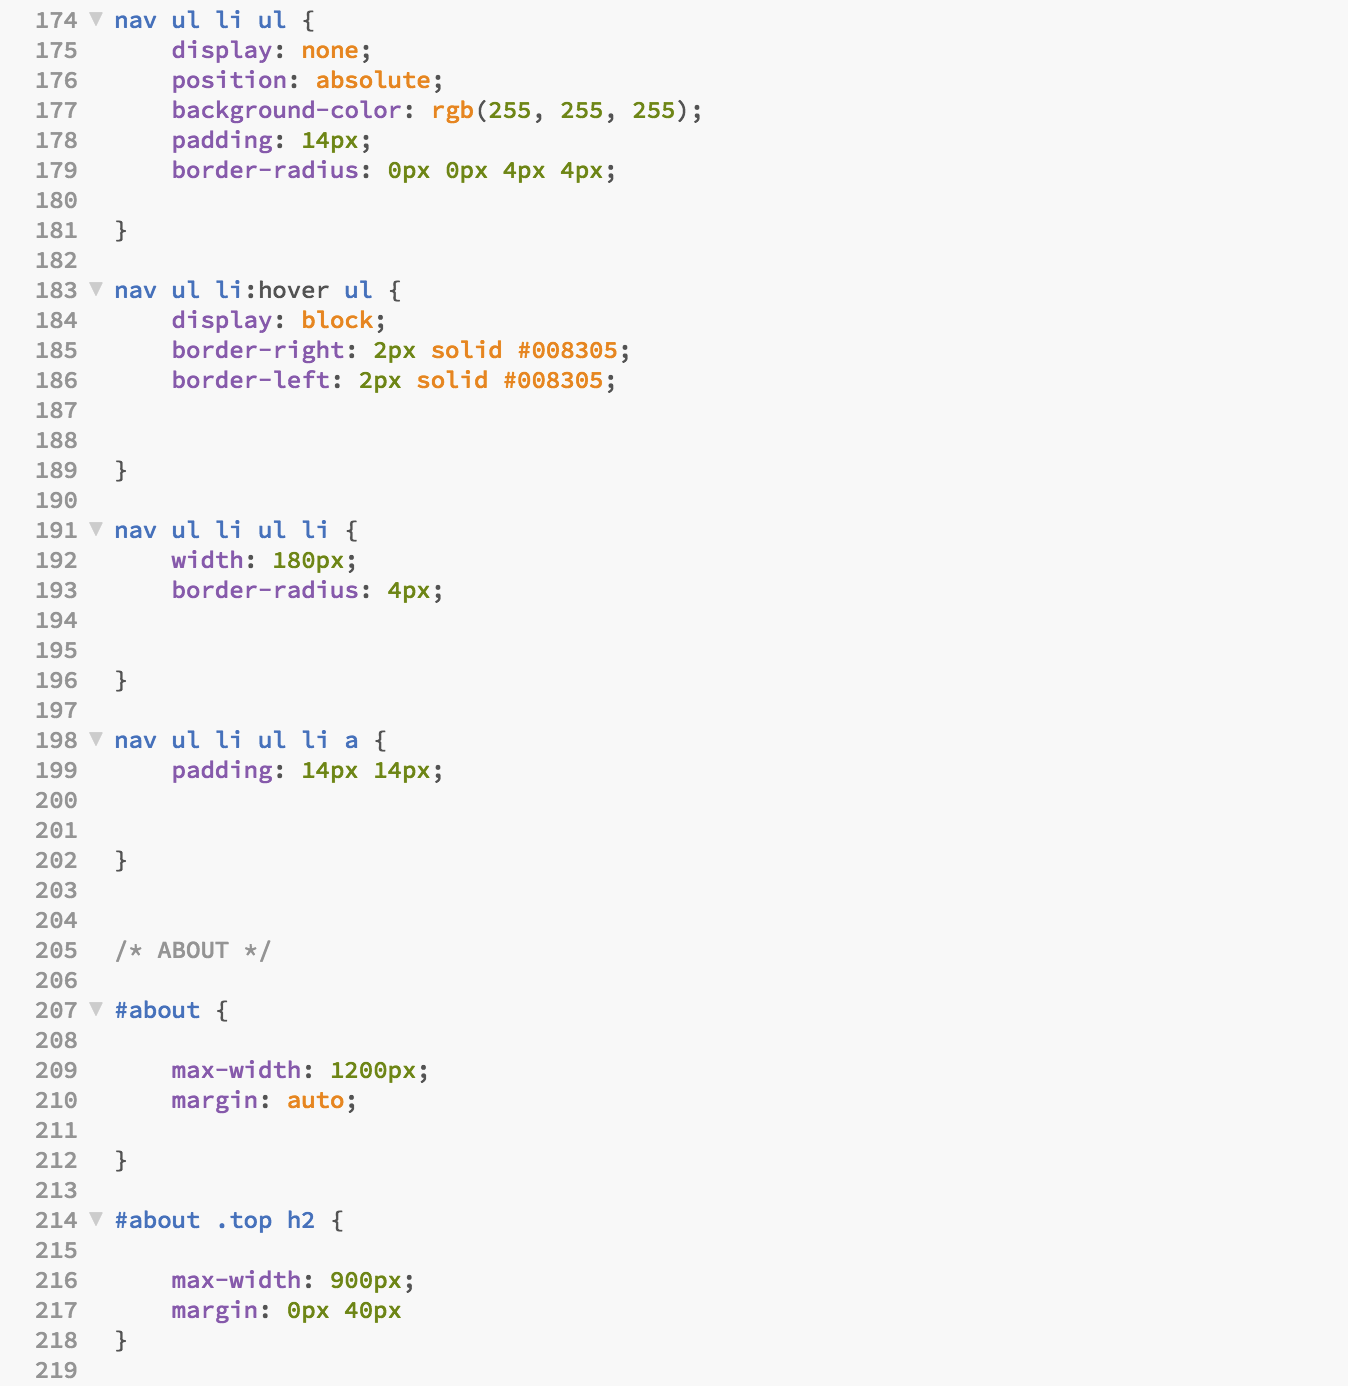 174 ▼ nav ul li ul {
175     display: none;
176     position: absolute;
177     background-color: rgb(255, 255, 255);
178     padding: 14px;
179     border-radius: 0px 0px 4px 4px;
180
181 }
182
183 ▼ nav ul li:hover ul {
184     display: block;
185     border-right: 2px solid #008305;
186     border-left: 2px solid #008305;
187
188
189 }
190
191 ▼ nav ul li ul li {
192     width: 180px;
193     border-radius: 4px;
194
195
196 }
197
198 ▼ nav ul li ul li a {
199     padding: 14px 14px;
200
201
202 }
203
204
205 /* ABOUT */
206
207 ▼ #about {
208
209     max-width: 1200px;
210     margin: auto;
211
212 }
213
214 ▼ #about .top h2 {
215
216     max-width: 900px;
217     margin: 0px 40px
218 }
219